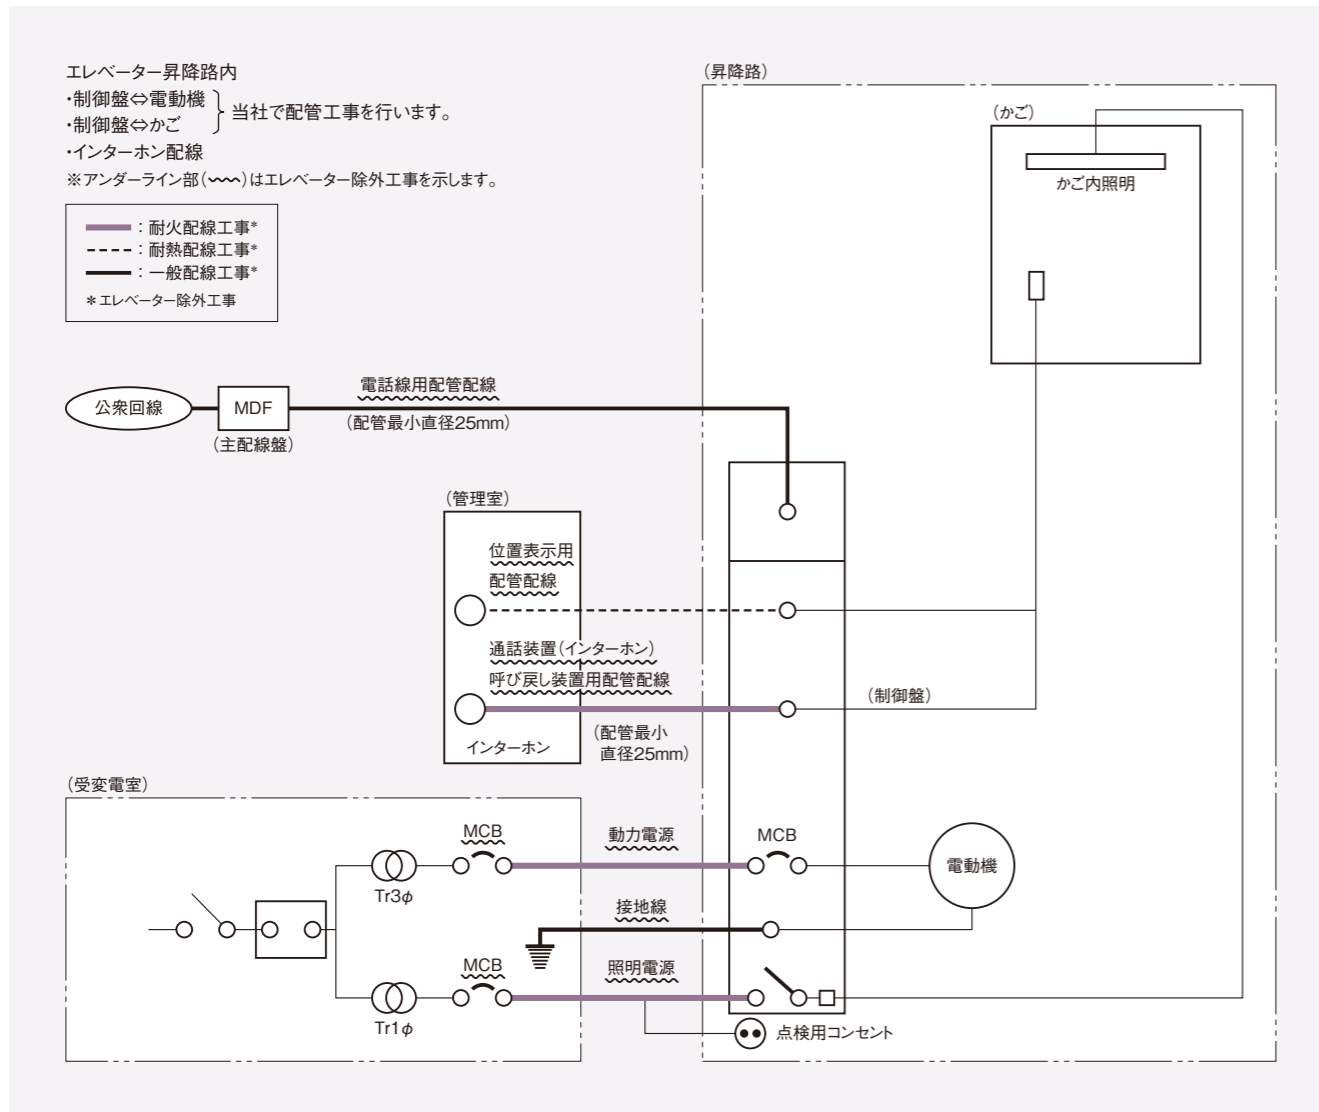 エレベーター昇降路内
・制御盤⇔電動機
・制御盤⇔かご
当社で配管工事を行います。
・インターホン配線
※アンダーライン部（〰〰）はエレベーター除外工事を示します。
：耐火配線工事*
：耐熱配線工事*
：一般配線工事*
＊エレベーター除外工事
（昇降路）
（かご）
かご内照明
公衆回線
MDF
（主配線盤）
電話線用配管配線
（配管最小直径25mm）
（管理室）
位置表示用
配管配線
通話装置（インターホン）
呼び戻し装置用配管配線
インターホン
（配管最小
直径25mm）
（制御盤）
（受変電室）
MCB
動力電源
MCB
電動機
Tr3φ
接地線
MCB
照明電源
Tr1φ
点検用コンセント